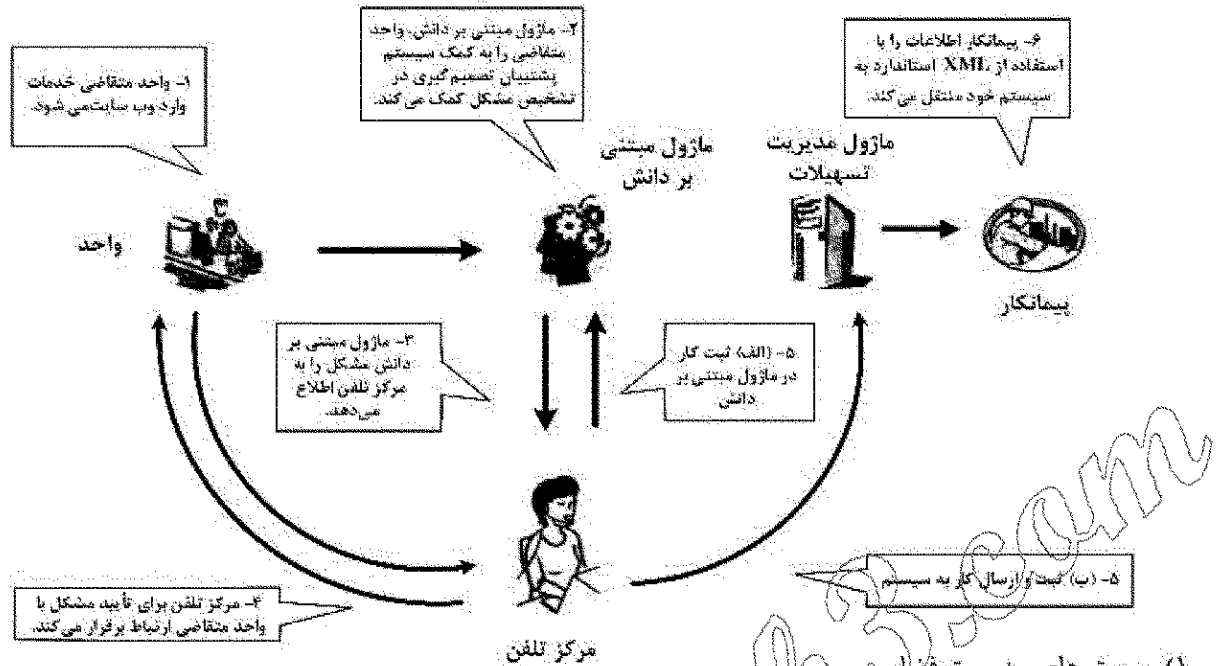 ۱- واحد متقاضی خدمات
وارد وب سایت می شود.
۲- ماژول مبتنی بر دانش، واحد
متقاضی را به کمک سیستم
پشتیبان تصمیم گیری در
تشخیص مشکل کمک می کند.
۶- پیمانکار اطلاعات را با
استفاده از XML استاندارد به
سیستم خود منتقل می کند.
ماژول مبتنی
بر دانش
ماژول مدیریت
تسهیلات
واحد
پیمانکار
۳- ماژول مبتنی بر
دانش مشکل را به
مرکز تلفن اطلاع
می دهد.
۵- (الف) ثبت کار
در ماژول مبتنی بر
دانش
۵- (ب) ثبت و ارسال کار به سیستم
۴- مرکز تلفن برای تأیید مشکل با
واحد متقاضی ارتباط برقرار می کند.
مرکز تلفن
.com